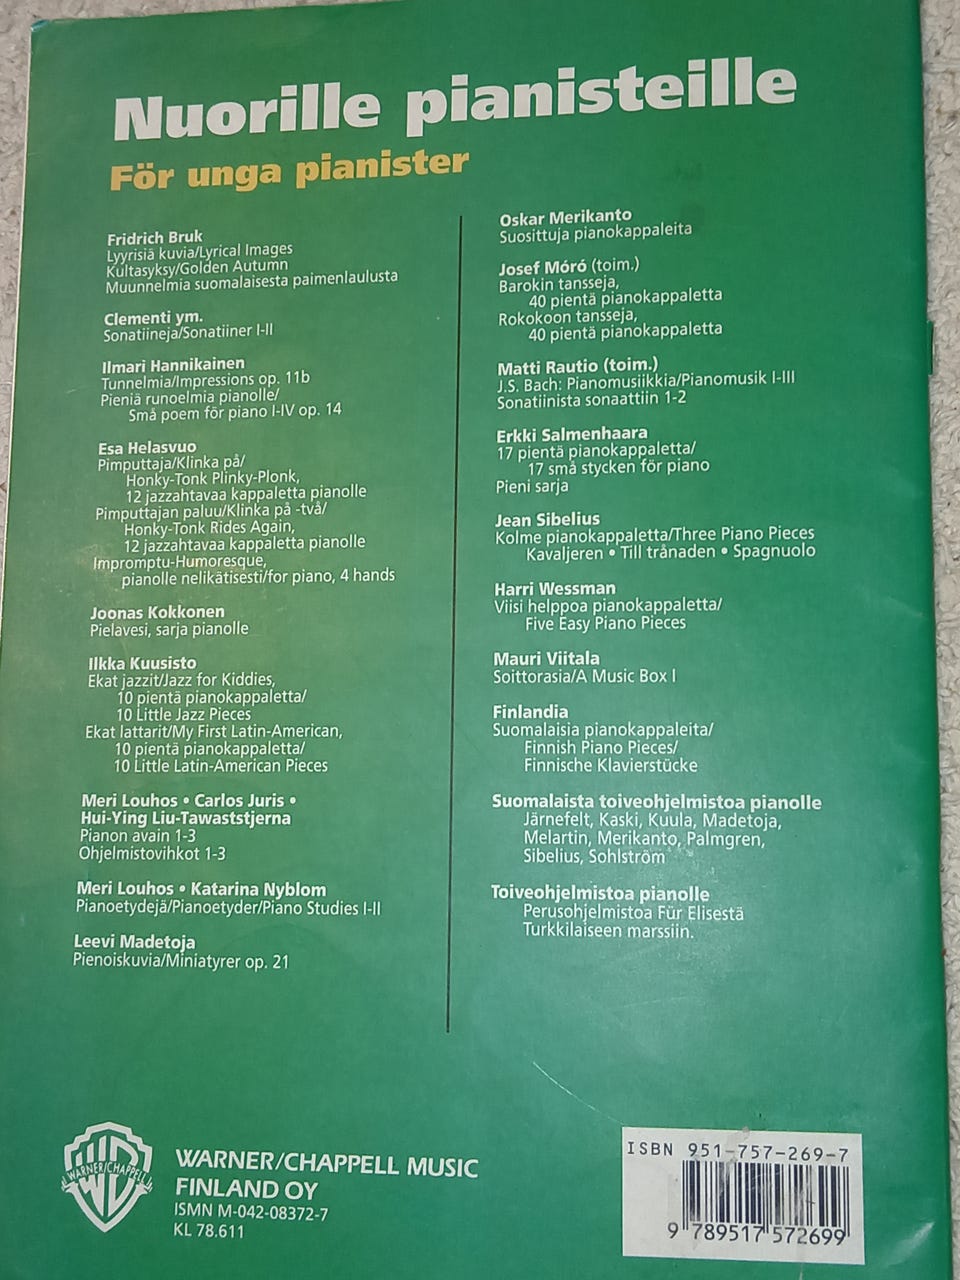 Nuorille pianisteille
För unga pianister
Fridrich Bruk
Lyyrisiä kuvia/Lyrical Images
Kultasyksy/Golden Autumn
Muunnelmia suomalaisesta paimenlaulusta
Clementi ym.
Sonatiineja/Sonatiner I-II
Ilmari Hannikainen
Tunnelmia/Impressions op. 11b
Pieniä runoelmia pianolle/
Små poem för piano I-IV op. 14
Esa Helasvuo
Pimputtaja/Klinka på/
Honky-Tonk Plinky-Plonk,
12 jazzahtavaa kappaletta pianolle
Pimputtajan paluu/Klinka på -två/
Honky-Tonk Rides Again,
12 jazzahtavaa kappaletta pianolle
Impromptu-Humoresque,
pianolle nelikätisesti/for piano, 4 hands
Joonas Kokkonen
Pielavesi, sarja pianolle
Ilkka Kuusisto
Ekat jazzit/Jazz for Kiddies,
10 pientä pianokappaletta/
10 Little Jazz Pieces
Ekat lattarit/My First Latin-American,
10 pientä pianokappaletta/
10 Little Latin-American Pieces
Meri Louhos • Carlos Juris •
Hui-Ying Liu-Tawaststjerna
Pianon avain 1-3
Ohjelmistovihkot 1-3
Meri Louhos • Katarina Nyblom
Pianoetydejä/Pianoetyder/Piano Studies I-II
Leevi Madetoja
Pienoiskuvia/Miniatyrer op. 21
Oskar Merikanto
Suosittuja pianokappaleita
Josef Móró (toim.)
Barokin tansseja,
40 pientä pianokappaletta
Rokokoon tansseja,
40 pientä pianokappaletta
Matti Rautio (toim.)
J.S. Bach: Pianomusiikkia/Pianomusik I-III
Sonatiinista sonaattiin 1-2
Erkki Salmenhaara
17 pientä pianokappaletta/
17 små stycken för piano
Pieni sarja
Jean Sibelius
Kolme pianokappaletta/Three Piano Pieces
Kavaljeren • Till trånaden • Spagnuolo
Harri Wessman
Viisi helppoa pianokappaletta/
Five Easy Piano Pieces
Mauri Viitala
Soittorasia/A Music Box I
Finlandia
Suomalaisia pianokappaleita/
Finnish Piano Pieces/
Finnische Klavierstücke
Suomalaista toiveohjelmistoa pianolle
Järnefelt, Kaski, Kuula, Madetoja,
Melartin, Merikanto, Palmgren,
Sibelius, Sohlström
Toiveohjelmistoa pianolle
Perusohjelmistoa Für Elisestä
Turkkilaiseen marssiin.
WARNER/CHAPPELL
WARNER/CHAPPELL MUSIC
FINLAND OY
ISMN M-042-08372-7
KL 78.611
ISBN 951-757-269-7
9 789517 572699